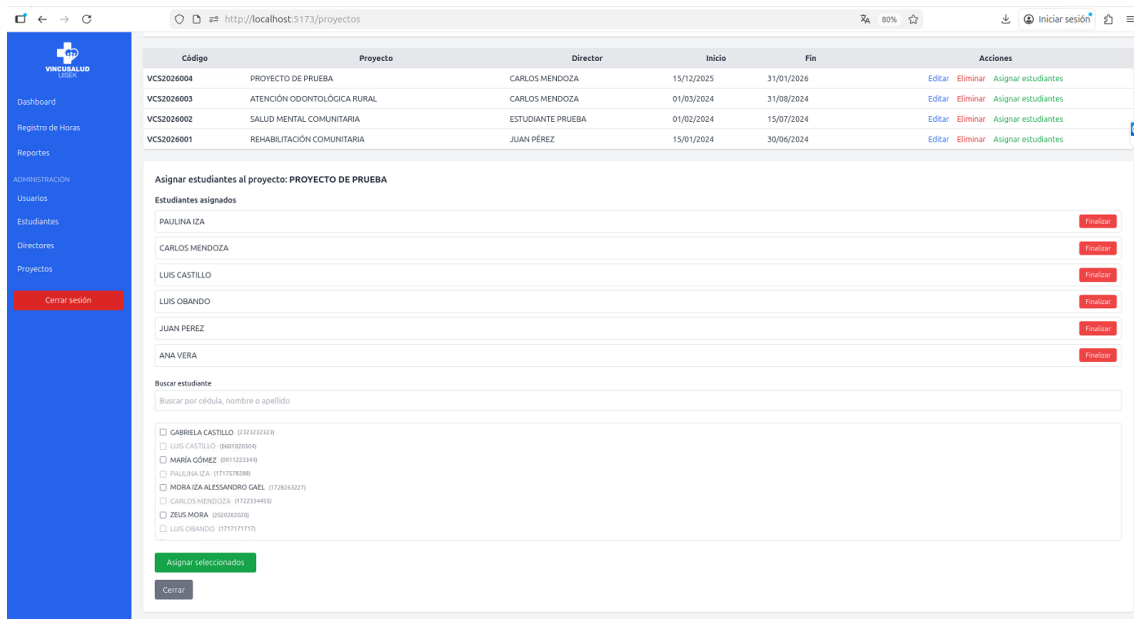 http://localhost:5173/proyectos
80%
Iniciar sesión
VINCUSALUD
UISEK
Dashboard
Registro de Horas
Reportes
ADMINISTRACIÓN
Usuarios
Estudiantes
Directores
Proyectos
Cerrar sesión
Código Proyecto Director Inicio Fin Acciones
VCS2026004 PROYECTO DE PRUEBA CARLOS MENDOZA 15/12/2025 31/01/2026 Editar Eliminar Asignar estudiantes
VCS2026003 ATENCIÓN ODONTOLÓGICA RURAL CARLOS MENDOZA 01/03/2024 31/08/2024 Editar Eliminar Asignar estudiantes
VCS2026002 SALUD MENTAL COMUNITARIA ESTUDIANTE PRUEBA 01/02/2024 15/07/2024 Editar Eliminar Asignar estudiantes
VCS2026001 REHABILITACIÓN COMUNITARIA JUAN PÉREZ 15/01/2024 30/06/2024 Editar Eliminar Asignar estudiantes
Asignar estudiantes al proyecto: PROYECTO DE PRUEBA
Estudiantes asignados
PAULINA IZA Finalizar
CARLOS MENDOZA Finalizar
LUIS CASTILLO Finalizar
LUIS OBANDO Finalizar
JUAN PEREZ Finalizar
ANA VERA Finalizar
Buscar estudiante
Buscar por cédula, nombre o apellido
GABRIELA CASTILLO (2323232323)
LUIS CASTILLO (0601020304)
MARÍA GÓMEZ (0911223344)
PAULINA IZA (1717578288)
MORA IZA ALESSANDRO GAEL (1728263227)
CARLOS MENDOZA (1722334455)
ZEUS MORA (2020202020)
LUIS OBANDO (1717171717)
Asignar seleccionados
Cerrar